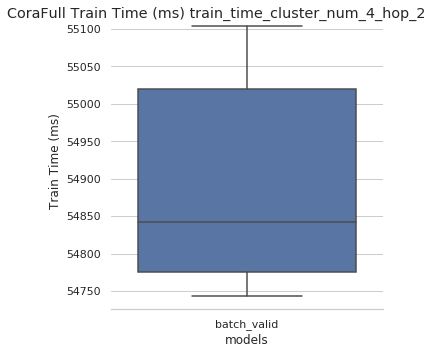 CoraFull Train Time (ms) train_time_cluster_num_4_hop_2
55100
55050
55000
54950
54900
54850
54800
54750
Train Time (ms)
batch_valid
models